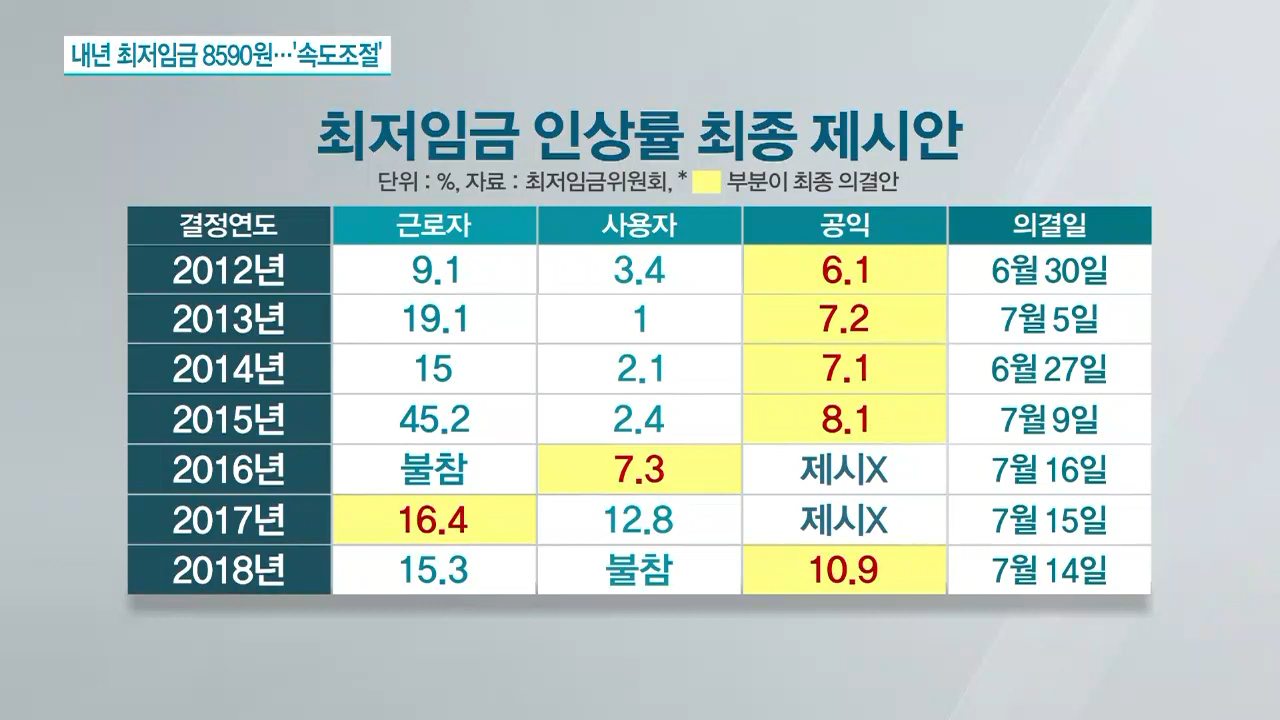 내년 최저임금 8590원…'속도조절'
최저임금 인상률 최종 제시안
단위 : %, 자료 : 최저임금위원회, * 부분이 최종 의결안
결정연도 근로자 사용자 공익 의결일
2012년 9.1 3.4 6.1 6월 30일
2013년 19.1 1 7.2 7월 5일
2014년 15 2.1 7.1 6월 27일
2015년 45.2 2.4 8.1 7월 9일
2016년 불참 7.3 제시X 7월 16일
2017년 16.4 12.8 제시X 7월 15일
2018년 15.3 불참 10.9 7월 14일